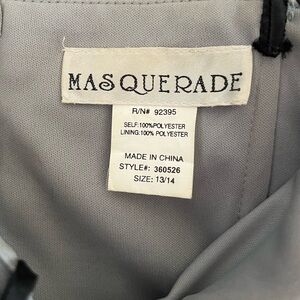 MASQUERADE
R/N# 92395
SELF:100%POLYESTER
LINING:100% POLYESTER
MADE IN CHINA
STYLE#: 360526
SIZE: 13/14